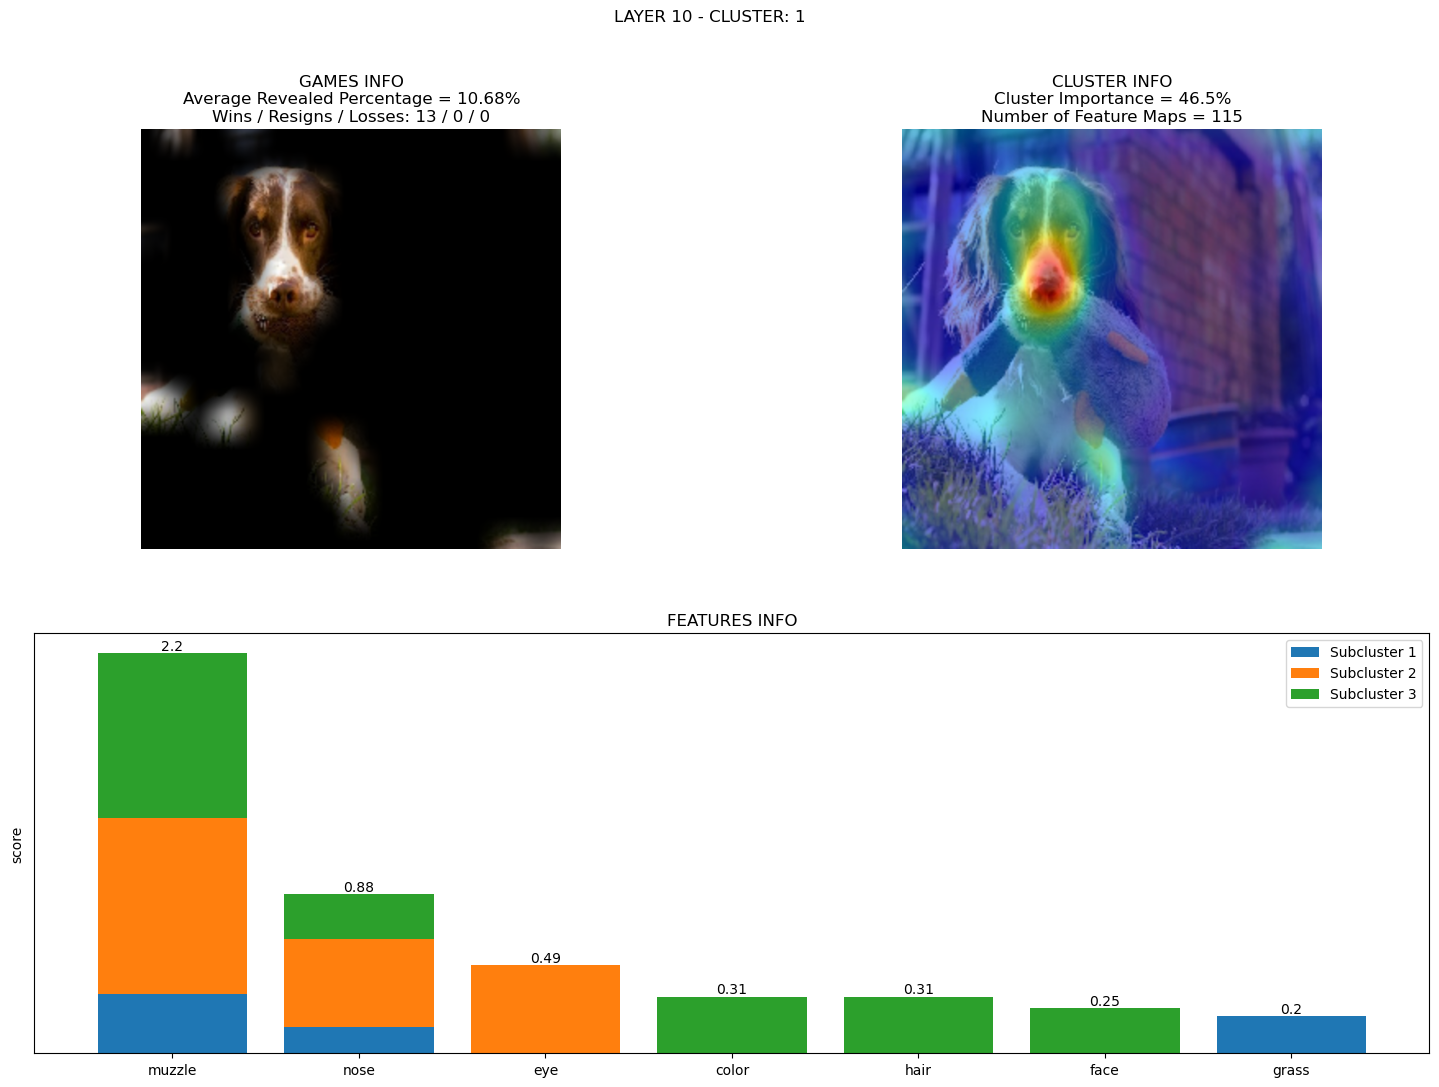 LAYER 10 - CLUSTER: 1
GAMES INFO
Average Revealed Percentage = 10.68%
Wins / Resigns / Losses: 13 / 0 / 0
CLUSTER INFO
Cluster Importance = 46.5%
Number of Feature Maps = 115
FEATURES INFO
score
2.2
0.88
0.49
0.31
0.31
0.25
0.2
Subcluster 1
Subcluster 2
Subcluster 3
muzzle
nose
eye
color
hair
face
grass